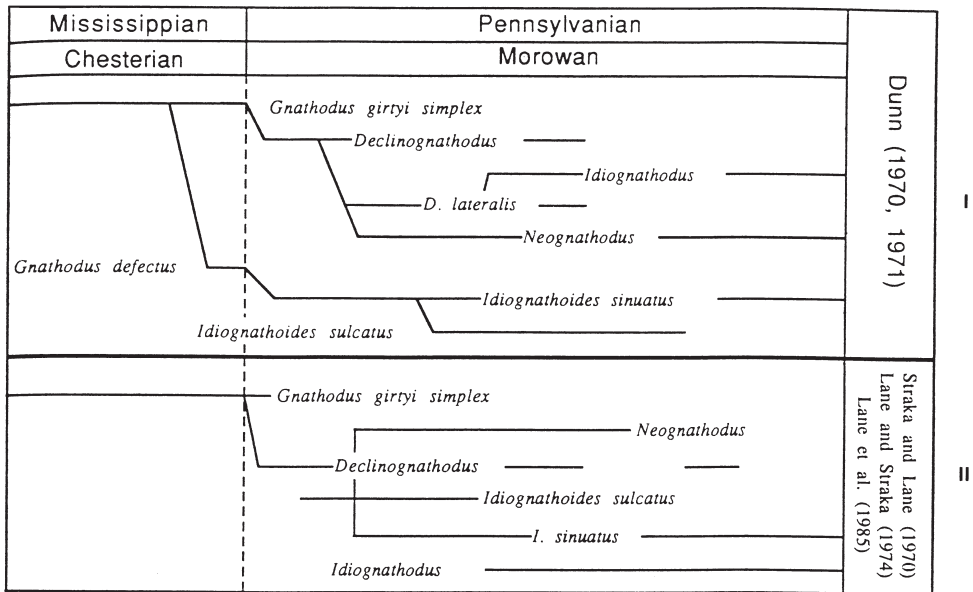 Mississippian
Pennsylvanian
Chesterian
Morowan
Gnathodus girtyi simplex
Declinognathodus
Idiognathodus
D. lateralis
Neognathodus
Gnathodus defectus
Idiognathoides sinuatus
Idiognathoides sulcatus
Dunn (1970, 1971)
I
Gnathodus girtyi simplex
Neognathodus
Declinognathodus
Idiognathoides sulcatus
I. sinuatus
Idiognathodus
Straka and Lane (1970)
Lane and Straka (1974)
Lane et al. (1985)
II